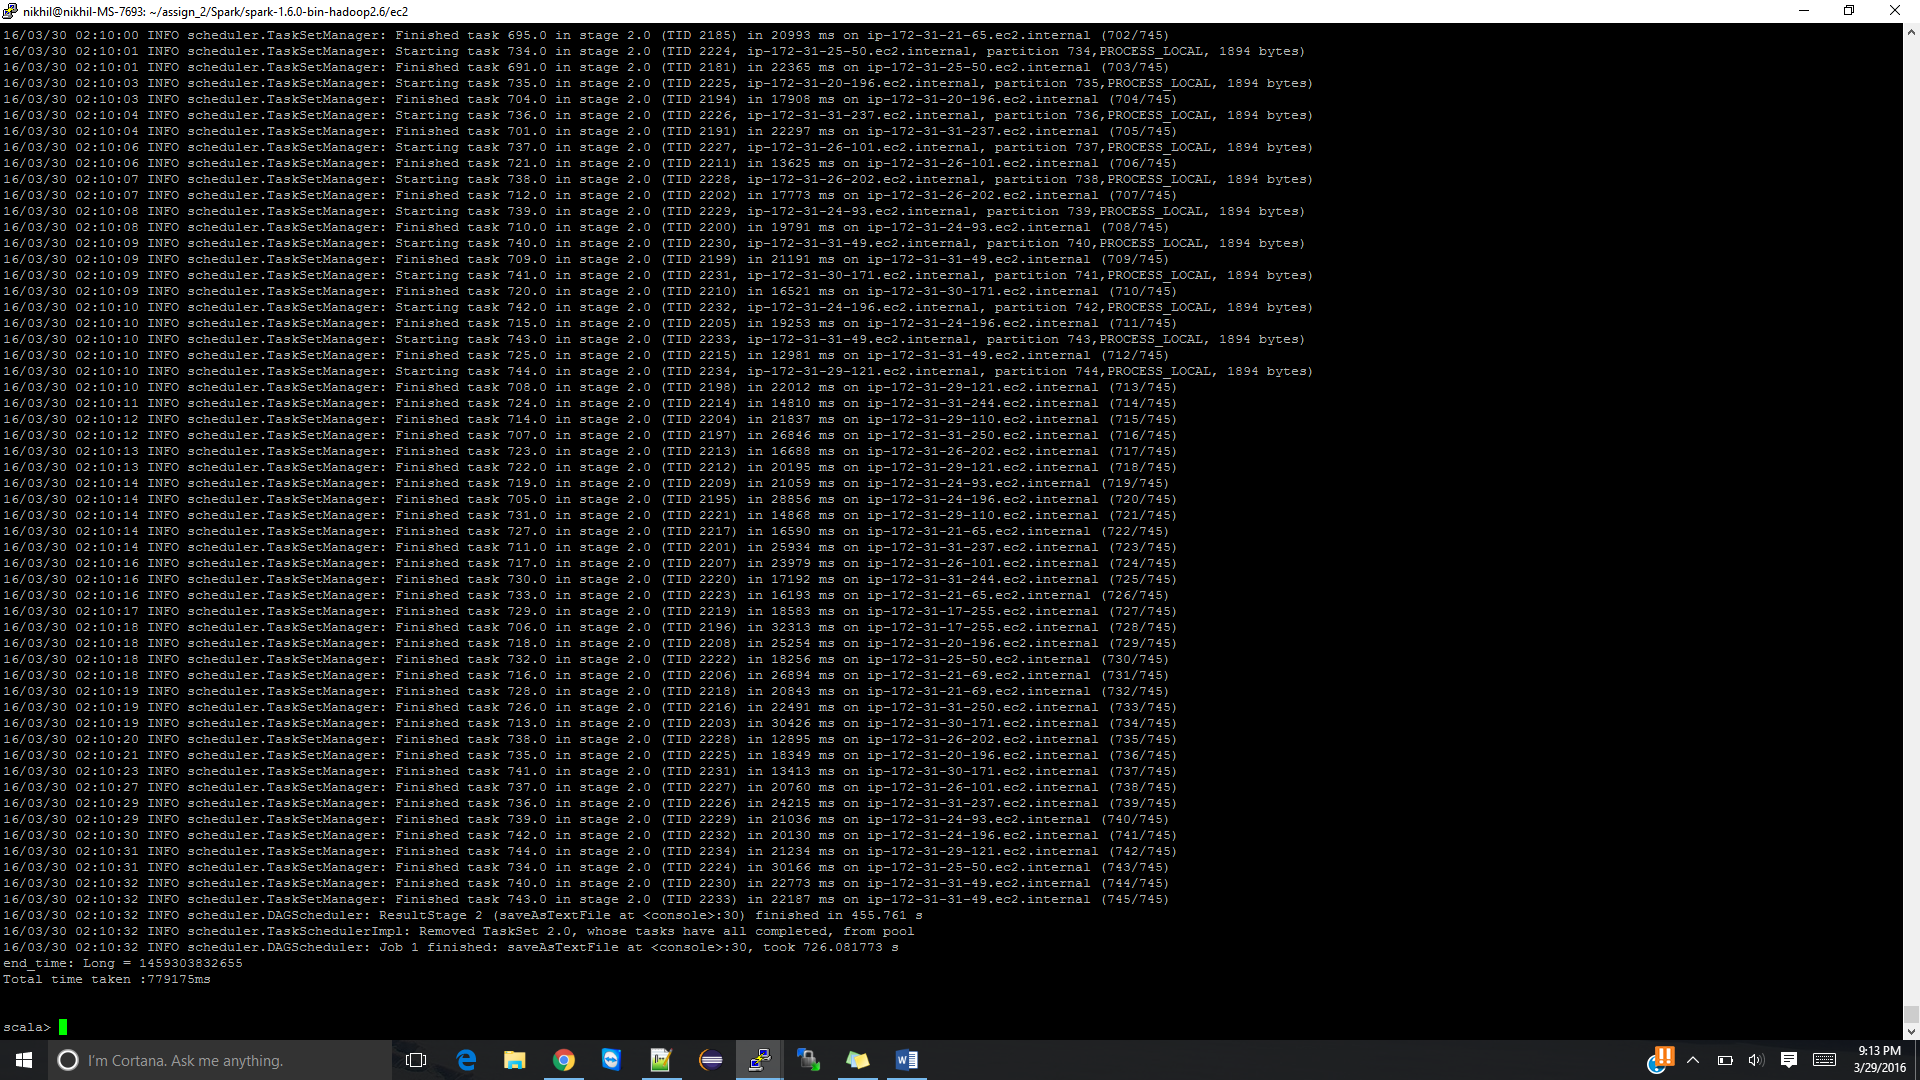 nikhil@nikhil-MS-7693: ~/assign_2/Spark/spark-1.6.0-bin-hadoop2.6/ec2
16/03/30 02:10:00 INFO scheduler.TaskSetManager: Finished task 695.0 in stage 2.0 (TID 2185) in 20993 ms on ip-172-31-21-65.ec2.internal (702/745)
16/03/30 02:10:01 INFO scheduler.TaskSetManager: Starting task 734.0 in stage 2.0 (TID 2224, ip-172-31-25-50.ec2.internal, partition 734,PROCESS_LOCAL, 1894 bytes)
16/03/30 02:10:01 INFO scheduler.TaskSetManager: Finished task 691.0 in stage 2.0 (TID 2181) in 22365 ms on ip-172-31-25-50.ec2.internal (703/745)
16/03/30 02:10:03 INFO scheduler.TaskSetManager: Starting task 735.0 in stage 2.0 (TID 2225, ip-172-31-20-196.ec2.internal, partition 735,PROCESS_LOCAL, 1894 bytes)
16/03/30 02:10:03 INFO scheduler.TaskSetManager: Finished task 704.0 in stage 2.0 (TID 2194) in 17908 ms on ip-172-31-20-196.ec2.internal (704/745)
16/03/30 02:10:04 INFO scheduler.TaskSetManager: Starting task 736.0 in stage 2.0 (TID 2226, ip-172-31-31-237.ec2.internal, partition 736,PROCESS_LOCAL, 1894 bytes)
16/03/30 02:10:04 INFO scheduler.TaskSetManager: Finished task 701.0 in stage 2.0 (TID 2191) in 22297 ms on ip-172-31-31-237.ec2.internal (705/745)
16/03/30 02:10:06 INFO scheduler.TaskSetManager: Starting task 737.0 in stage 2.0 (TID 2227, ip-172-31-26-101.ec2.internal, partition 737,PROCESS_LOCAL, 1894 bytes)
16/03/30 02:10:06 INFO scheduler.TaskSetManager: Finished task 721.0 in stage 2.0 (TID 2211) in 13625 ms on ip-172-31-26-101.ec2.internal (706/745)
16/03/30 02:10:07 INFO scheduler.TaskSetManager: Starting task 738.0 in stage 2.0 (TID 2228, ip-172-31-26-202.ec2.internal, partition 738,PROCESS_LOCAL, 1894 bytes)
16/03/30 02:10:07 INFO scheduler.TaskSetManager: Finished task 712.0 in stage 2.0 (TID 2202) in 17773 ms on ip-172-31-26-202.ec2.internal (707/745)
16/03/30 02:10:08 INFO scheduler.TaskSetManager: Starting task 739.0 in stage 2.0 (TID 2229, ip-172-31-24-93.ec2.internal, partition 739,PROCESS_LOCAL, 1894 bytes)
16/03/30 02:10:08 INFO scheduler.TaskSetManager: Finished task 710.0 in stage 2.0 (TID 2200) in 19791 ms on ip-172-31-24-93.ec2.internal (708/745)
16/03/30 02:10:09 INFO scheduler.TaskSetManager: Starting task 740.0 in stage 2.0 (TID 2230, ip-172-31-31-49.ec2.internal, partition 740,PROCESS_LOCAL, 1894 bytes)
16/03/30 02:10:09 INFO scheduler.TaskSetManager: Finished task 709.0 in stage 2.0 (TID 2199) in 21191 ms on ip-172-31-31-49.ec2.internal (709/745)
16/03/30 02:10:09 INFO scheduler.TaskSetManager: Starting task 741.0 in stage 2.0 (TID 2231, ip-172-31-30-171.ec2.internal, partition 741,PROCESS_LOCAL, 1894 bytes)
16/03/30 02:10:09 INFO scheduler.TaskSetManager: Finished task 720.0 in stage 2.0 (TID 2210) in 16521 ms on ip-172-31-30-171.ec2.internal (710/745)
16/03/30 02:10:10 INFO scheduler.TaskSetManager: Starting task 742.0 in stage 2.0 (TID 2232, ip-172-31-24-196.ec2.internal, partition 742,PROCESS_LOCAL, 1894 bytes)
16/03/30 02:10:10 INFO scheduler.TaskSetManager: Finished task 715.0 in stage 2.0 (TID 2205) in 19253 ms on ip-172-31-24-196.ec2.internal (711/745)
16/03/30 02:10:10 INFO scheduler.TaskSetManager: Starting task 743.0 in stage 2.0 (TID 2233, ip-172-31-31-49.ec2.internal, partition 743,PROCESS_LOCAL, 1894 bytes)
16/03/30 02:10:10 INFO scheduler.TaskSetManager: Finished task 725.0 in stage 2.0 (TID 2215) in 12981 ms on ip-172-31-31-49.ec2.internal (712/745)
16/03/30 02:10:10 INFO scheduler.TaskSetManager: Starting task 744.0 in stage 2.0 (TID 2234, ip-172-31-29-121.ec2.internal, partition 744,PROCESS_LOCAL, 1894 bytes)
16/03/30 02:10:10 INFO scheduler.TaskSetManager: Finished task 708.0 in stage 2.0 (TID 2198) in 22012 ms on ip-172-31-29-121.ec2.internal (713/745)
16/03/30 02:10:11 INFO scheduler.TaskSetManager: Finished task 724.0 in stage 2.0 (TID 2214) in 14810 ms on ip-172-31-31-244.ec2.internal (714/745)
16/03/30 02:10:12 INFO scheduler.TaskSetManager: Finished task 714.0 in stage 2.0 (TID 2204) in 21837 ms on ip-172-31-29-110.ec2.internal (715/745)
16/03/30 02:10:12 INFO scheduler.TaskSetManager: Finished task 707.0 in stage 2.0 (TID 2197) in 26846 ms on ip-172-31-31-250.ec2.internal (716/745)
16/03/30 02:10:13 INFO scheduler.TaskSetManager: Finished task 723.0 in stage 2.0 (TID 2213) in 16688 ms on ip-172-31-26-202.ec2.internal (717/745)
16/03/30 02:10:13 INFO scheduler.TaskSetManager: Finished task 722.0 in stage 2.0 (TID 2212) in 20195 ms on ip-172-31-29-121.ec2.internal (718/745)
16/03/30 02:10:14 INFO scheduler.TaskSetManager: Finished task 719.0 in stage 2.0 (TID 2209) in 21059 ms on ip-172-31-24-93.ec2.internal (719/745)
16/03/30 02:10:14 INFO scheduler.TaskSetManager: Finished task 705.0 in stage 2.0 (TID 2195) in 28856 ms on ip-172-31-24-196.ec2.internal (720/745)
16/03/30 02:10:14 INFO scheduler.TaskSetManager: Finished task 731.0 in stage 2.0 (TID 2221) in 14868 ms on ip-172-31-29-110.ec2.internal (721/745)
16/03/30 02:10:14 INFO scheduler.TaskSetManager: Finished task 727.0 in stage 2.0 (TID 2217) in 16590 ms on ip-172-31-21-65.ec2.internal (722/745)
16/03/30 02:10:14 INFO scheduler.TaskSetManager: Finished task 711.0 in stage 2.0 (TID 2201) in 25934 ms on ip-172-31-31-237.ec2.internal (723/745)
16/03/30 02:10:16 INFO scheduler.TaskSetManager: Finished task 717.0 in stage 2.0 (TID 2207) in 23979 ms on ip-172-31-26-101.ec2.internal (724/745)
16/03/30 02:10:16 INFO scheduler.TaskSetManager: Finished task 730.0 in stage 2.0 (TID 2220) in 17192 ms on ip-172-31-31-244.ec2.internal (725/745)
16/03/30 02:10:16 INFO scheduler.TaskSetManager: Finished task 733.0 in stage 2.0 (TID 2223) in 16193 ms on ip-172-31-21-65.ec2.internal (726/745)
16/03/30 02:10:17 INFO scheduler.TaskSetManager: Finished task 729.0 in stage 2.0 (TID 2219) in 18583 ms on ip-172-31-17-255.ec2.internal (727/745)
16/03/30 02:10:18 INFO scheduler.TaskSetManager: Finished task 706.0 in stage 2.0 (TID 2196) in 32313 ms on ip-172-31-17-255.ec2.internal (728/745)
16/03/30 02:10:18 INFO scheduler.TaskSetManager: Finished task 718.0 in stage 2.0 (TID 2208) in 25254 ms on ip-172-31-20-196.ec2.internal (729/745)
16/03/30 02:10:18 INFO scheduler.TaskSetManager: Finished task 732.0 in stage 2.0 (TID 2222) in 18256 ms on ip-172-31-25-50.ec2.internal (730/745)
16/03/30 02:10:18 INFO scheduler.TaskSetManager: Finished task 716.0 in stage 2.0 (TID 2206) in 26894 ms on ip-172-31-21-69.ec2.internal (731/745)
16/03/30 02:10:19 INFO scheduler.TaskSetManager: Finished task 728.0 in stage 2.0 (TID 2218) in 20843 ms on ip-172-31-21-69.ec2.internal (732/745)
16/03/30 02:10:19 INFO scheduler.TaskSetManager: Finished task 726.0 in stage 2.0 (TID 2216) in 22491 ms on ip-172-31-31-250.ec2.internal (733/745)
16/03/30 02:10:19 INFO scheduler.TaskSetManager: Finished task 713.0 in stage 2.0 (TID 2203) in 30426 ms on ip-172-31-30-171.ec2.internal (734/745)
16/03/30 02:10:20 INFO scheduler.TaskSetManager: Finished task 738.0 in stage 2.0 (TID 2228) in 12895 ms on ip-172-31-26-202.ec2.internal (735/745)
16/03/30 02:10:21 INFO scheduler.TaskSetManager: Finished task 735.0 in stage 2.0 (TID 2225) in 18349 ms on ip-172-31-20-196.ec2.internal (736/745)
16/03/30 02:10:23 INFO scheduler.TaskSetManager: Finished task 741.0 in stage 2.0 (TID 2231) in 13413 ms on ip-172-31-30-171.ec2.internal (737/745)
16/03/30 02:10:27 INFO scheduler.TaskSetManager: Finished task 737.0 in stage 2.0 (TID 2227) in 20760 ms on ip-172-31-26-101.ec2.internal (738/745)
16/03/30 02:10:29 INFO scheduler.TaskSetManager: Finished task 736.0 in stage 2.0 (TID 2226) in 24215 ms on ip-172-31-31-237.ec2.internal (739/745)
16/03/30 02:10:29 INFO scheduler.TaskSetManager: Finished task 739.0 in stage 2.0 (TID 2229) in 21036 ms on ip-172-31-24-93.ec2.internal (740/745)
16/03/30 02:10:30 INFO scheduler.TaskSetManager: Finished task 742.0 in stage 2.0 (TID 2232) in 20130 ms on ip-172-31-24-196.ec2.internal (741/745)
16/03/30 02:10:31 INFO scheduler.TaskSetManager: Finished task 744.0 in stage 2.0 (TID 2234) in 21234 ms on ip-172-31-29-121.ec2.internal (742/745)
16/03/30 02:10:31 INFO scheduler.TaskSetManager: Finished task 734.0 in stage 2.0 (TID 2224) in 30166 ms on ip-172-31-25-50.ec2.internal (743/745)
16/03/30 02:10:32 INFO scheduler.TaskSetManager: Finished task 740.0 in stage 2.0 (TID 2230) in 22773 ms on ip-172-31-31-49.ec2.internal (744/745)
16/03/30 02:10:32 INFO scheduler.TaskSetManager: Finished task 743.0 in stage 2.0 (TID 2233) in 22187 ms on ip-172-31-31-49.ec2.internal (745/745)
16/03/30 02:10:32 INFO scheduler.DAGScheduler: ResultStage 2 (saveAsTextFile at <console>:30) finished in 455.761 s
16/03/30 02:10:32 INFO scheduler.TaskSchedulerImpl: Removed TaskSet 2.0, whose tasks have all completed, from pool
16/03/30 02:10:32 INFO scheduler.DAGScheduler: Job 1 finished: saveAsTextFile at <console>:30, took 726.081773 s
end_time: Long = 1459303832655
Total time taken :779175ms
scala>
I'm Cortana. Ask me anything.
9:13 PM
3/29/2016